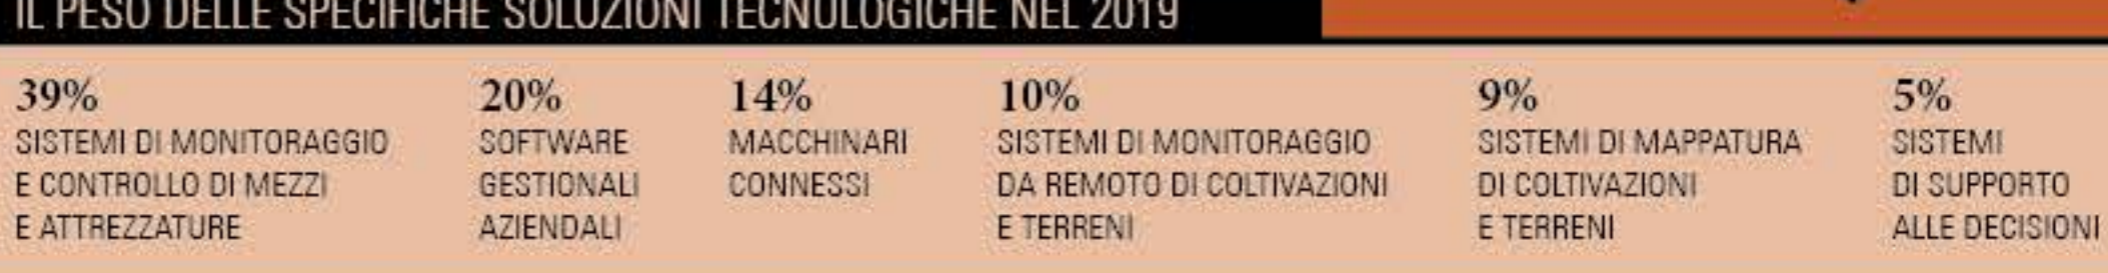 IL PESO DELLE SPECIFICHE SOLUZIONI TECNOLOGICHE NEL 2019
39%
SISTEMI DI MONITORAGGIO
E CONTROLLO DI MEZZI
E ATTREZZATURE
20%
SOFTWARE
GESTIONALI
AZIENDALI
14%
MACCHINARI
CONNESSI
10%
SISTEMI DI MONITORAGGIO
DA REMOTO DI COLTIVAZIONI
E TERRENI
9%
SISTEMI DI MAPPATURA
DI COLTIVAZIONI
E TERRENI
5%
SISTEMI
DI SUPPORTO
ALLE DECISIONI